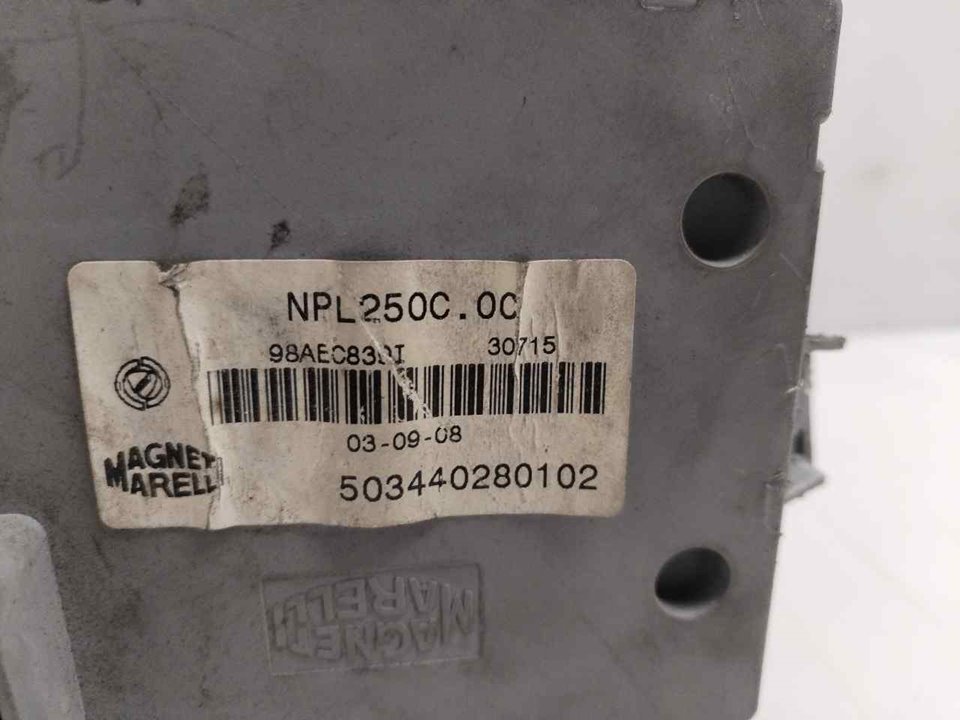 NPL250C.0C
30715
03-09-08
MAGNETI
MARELLI
503440280102
MAGNETI
MARELLI